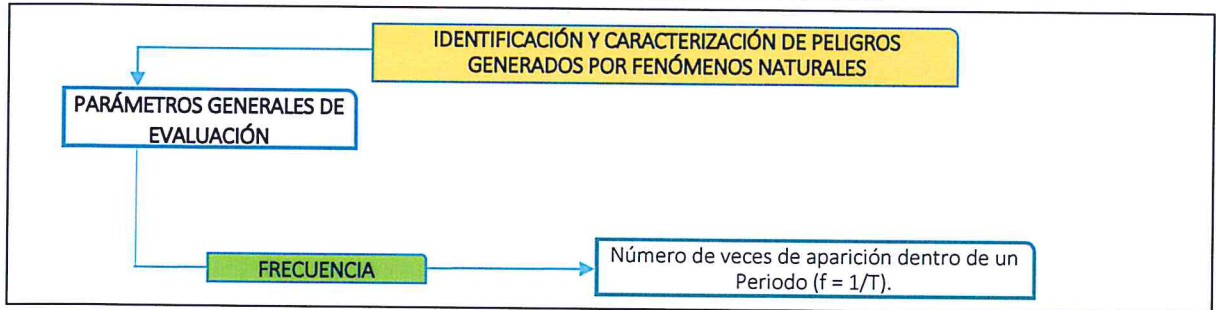 IDENTIFICACIÓN Y CARACTERIZACIÓN DE PELIGROS
GENERADOS POR FENÓMENOS NATURALES
PARÁMETROS GENERALES DE
EVALUACIÓN
FRECUENCIA
Número de veces de aparición dentro de un
Periodo (f = 1/T).